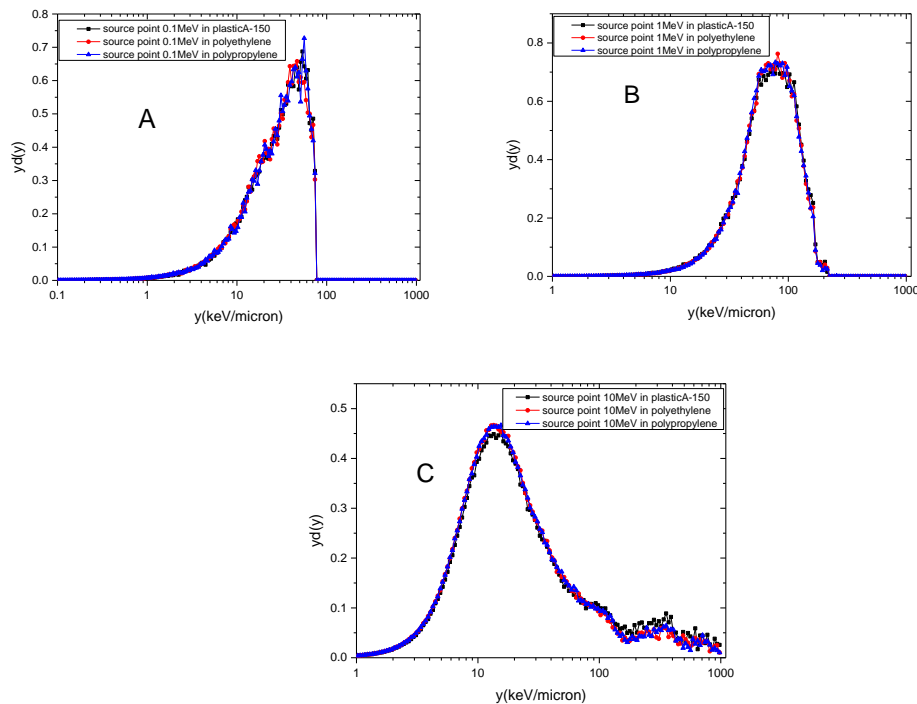 source point 0.1MeV in plasticA-150
source point 0.1MeV in polyethylene
source point 0.1MeV in polypropylene
A
yd(y)
0.8
0.7
0.6
0.5
0.4
0.3
0.2
0.1
0.0
0.1
1
10
100
1000
y(keV/micron)
source point 1MeV in plasticA-150
source point 1MeV in polyethylene
source point 1MeV in polypropylene
B
yd(y)
0.8
0.6
0.4
0.2
0.0
1
10
100
1000
y(keV/micron)
source point 10MeV in plasticA-150
source point 10MeV in polyethylene
source point 10MeV in polypropylene
C
yd(y)
0.5
0.4
0.3
0.2
0.1
0.0
1
10
100
1000
y(keV/micron)